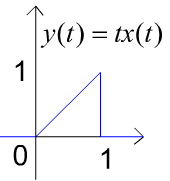 y(t) = tx(t)
1
0 1